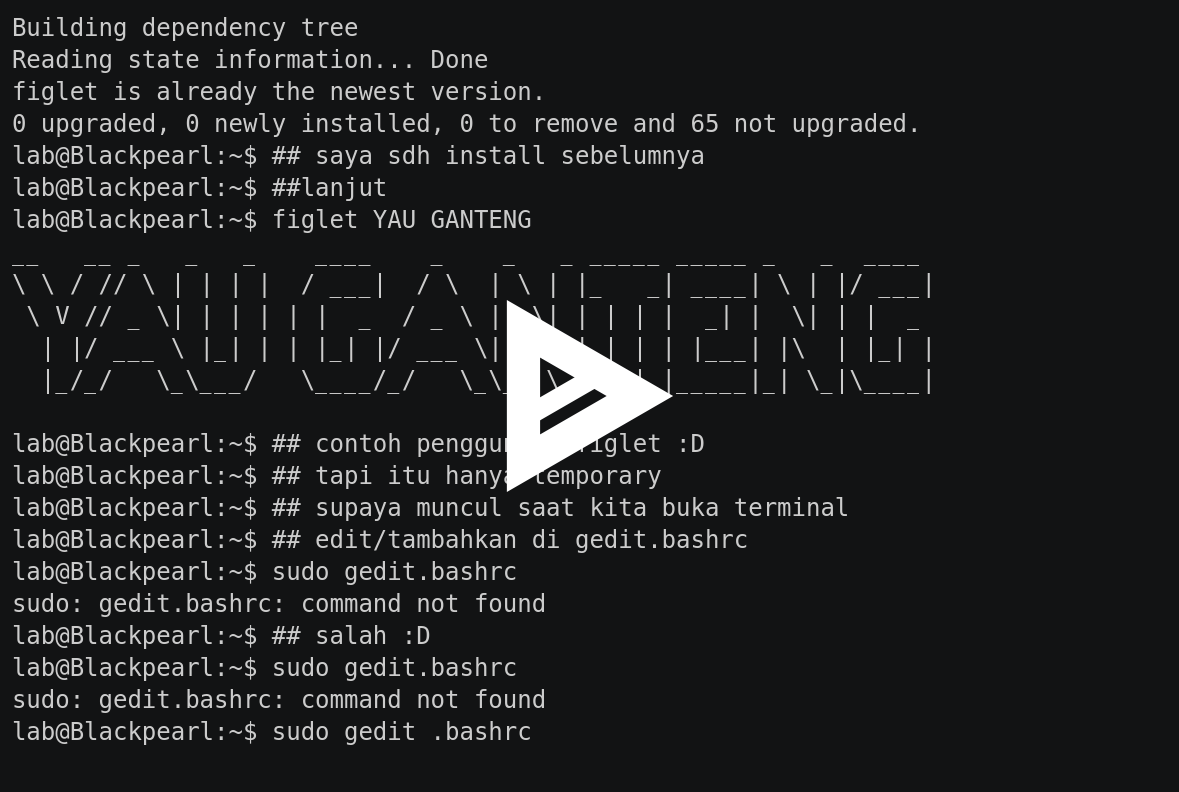 Building dependency tree
Reading state information... Done
figlet is already the newest version.
0 upgraded, 0 newly installed, 0 to remove and 65 not upgraded.
lab@Blackpearl:~$ ## saya sdh install sebelumnya
lab@Blackpearl:~$ ##lanjut
lab@Blackpearl:~$ figlet YAU GANTENG
YAU GANTENG
lab@Blackpearl:~$ ## contoh figlet :D
lab@Blackpearl:~$ ## tapi itu hanya temporary
lab@Blackpearl:~$ ## supaya muncul saat kita buka terminal
lab@Blackpearl:~$ ## edit/tambahkan di gedit.bashrc
lab@Blackpearl:~$ sudo gedit.bashrc
sudo: gedit.bashrc: command not found
lab@Blackpearl:~$ ## salah :D
lab@Blackpearl:~$ sudo gedit.bashrc
sudo: gedit.bashrc: command not found
lab@Blackpearl:~$ sudo gedit .bashrc